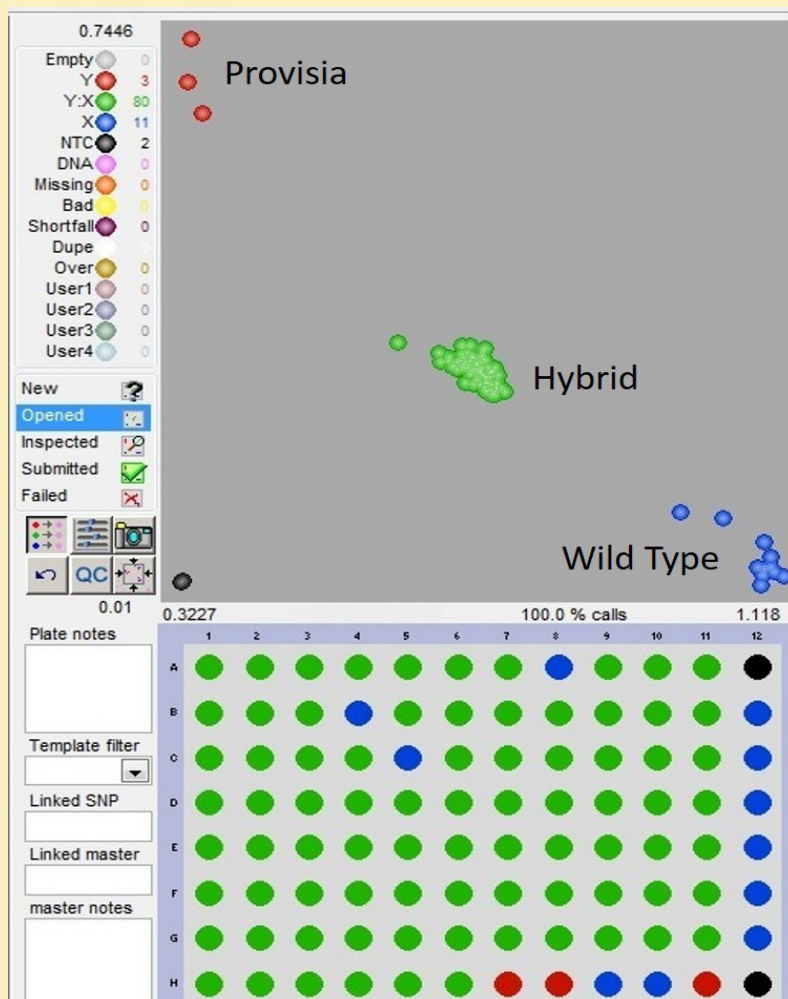 0.7446
Empty 0
Y 3
Y:X 80
X 11
NTC 2
DNA 0
Missing 0
Bad 0
Shortfall 0
Dupe
Over 0
User1 0
User2 0
User3 0
User4 0
New
Opened
Inspected
Submitted
Failed
QC
0.01
Provisia
Hybrid
Wild Type
0.3227 100.0 % calls 1.118
Plate notes
Template filter
Linked SNP
Linked master
master notes
1 2 3 4 5 6 7 8 9 10 11 12
A
B
C
D
E
F
G
H